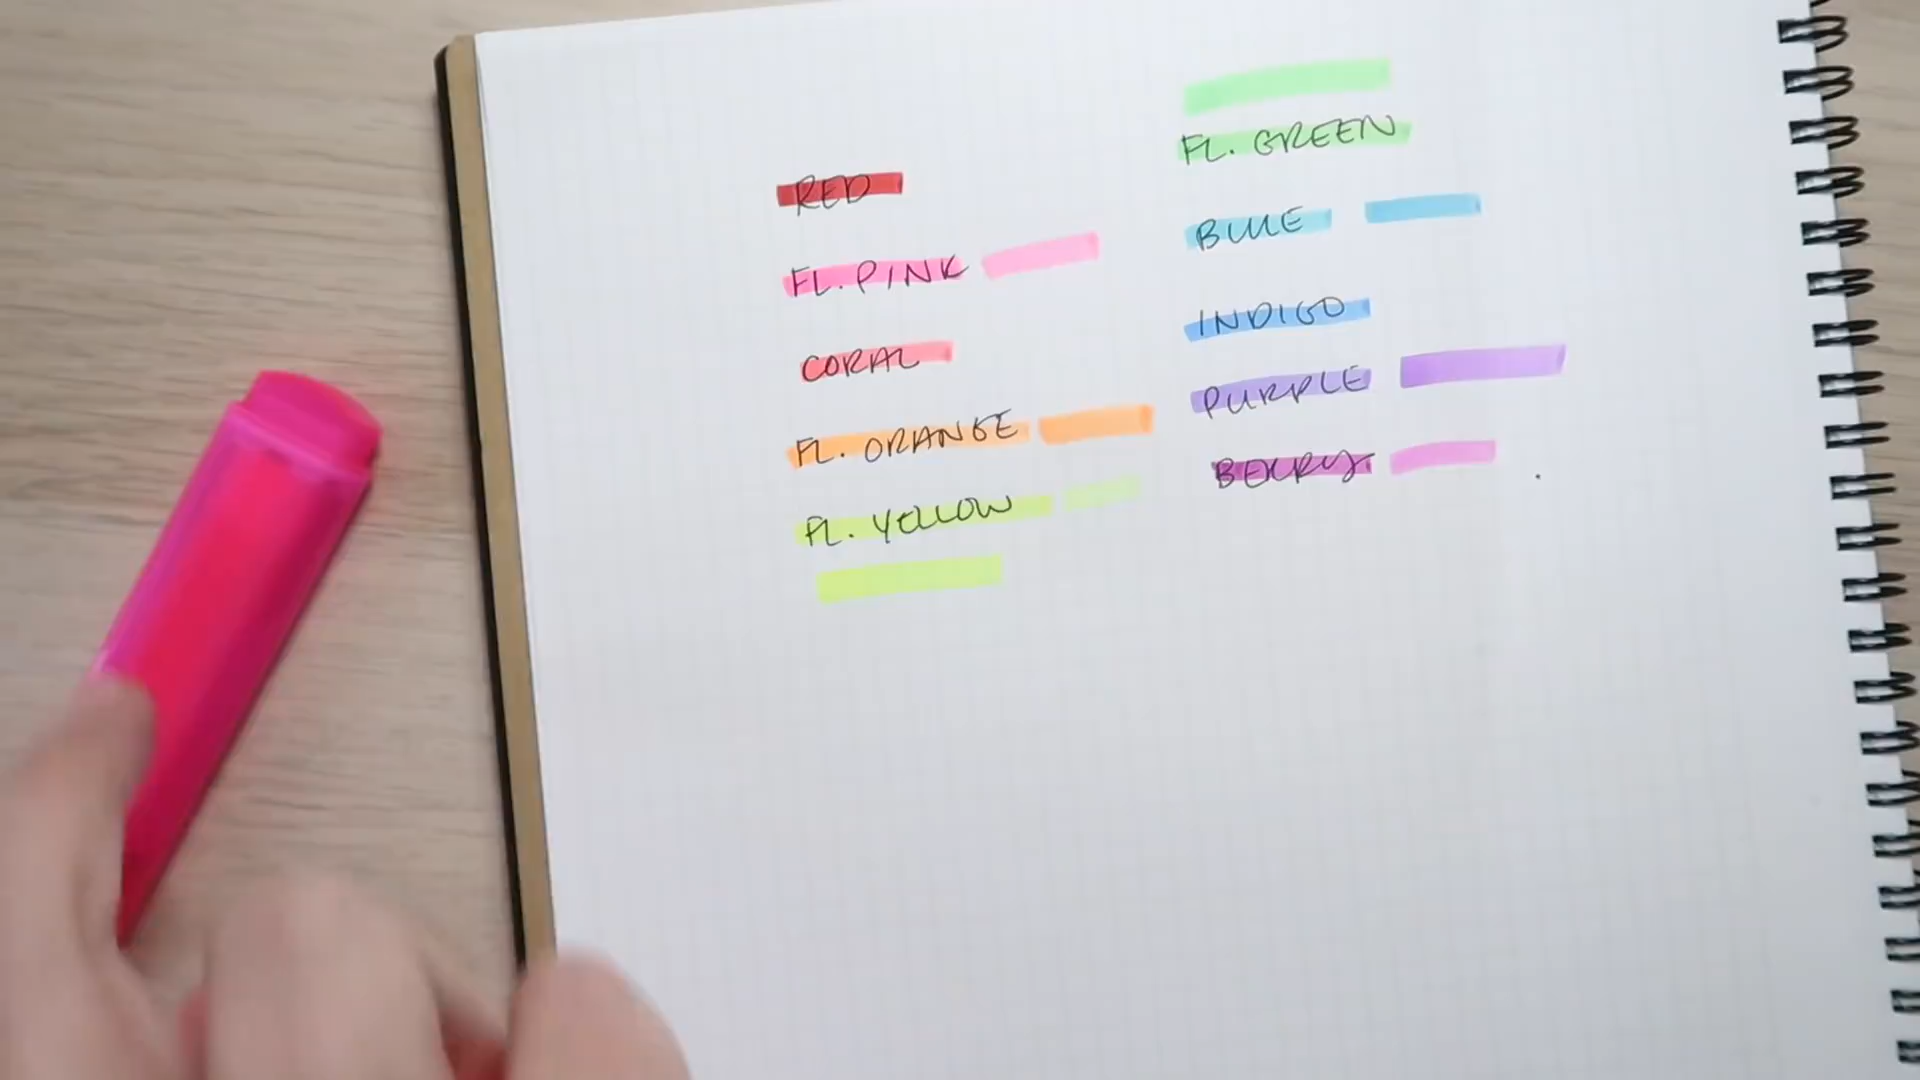 RED
FL. PINK
CORAL
FL. ORANGE
FL. YELLOW
FL. GREEN
BLUE
INDIGO
PURPLE
BERRY